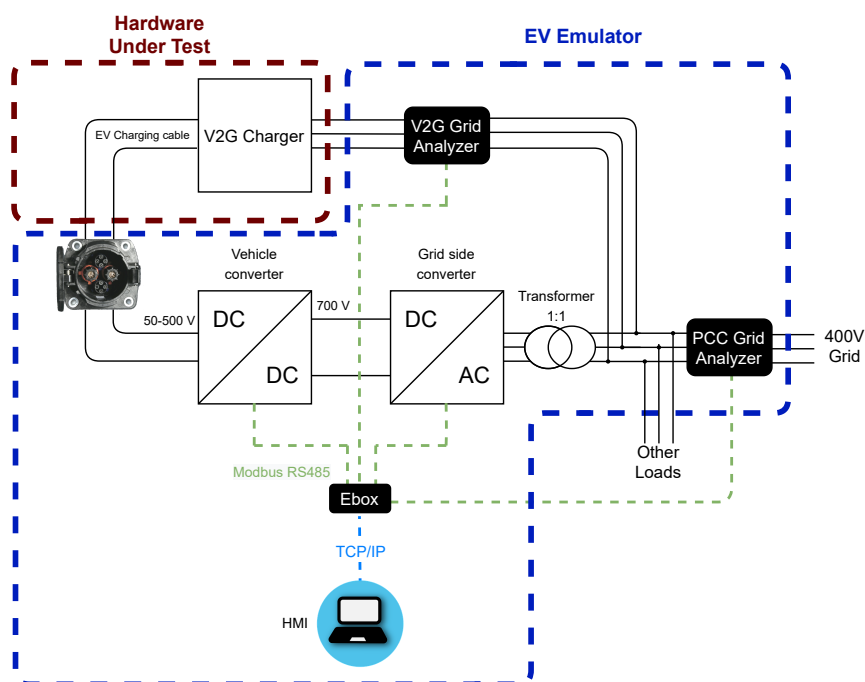 Hardware
Under Test
EV Emulator
EV Charging cable
V2G Charger
V2G Grid
Analyzer
Vehicle
converter
Grid side
converter
Transformer
1:1
50-500 V
DC
DC
700 V
DC
AC
PCC Grid
Analyzer
400V
Grid
Other
Loads
Modbus RS485
Ebox
TCP/IP
HMI